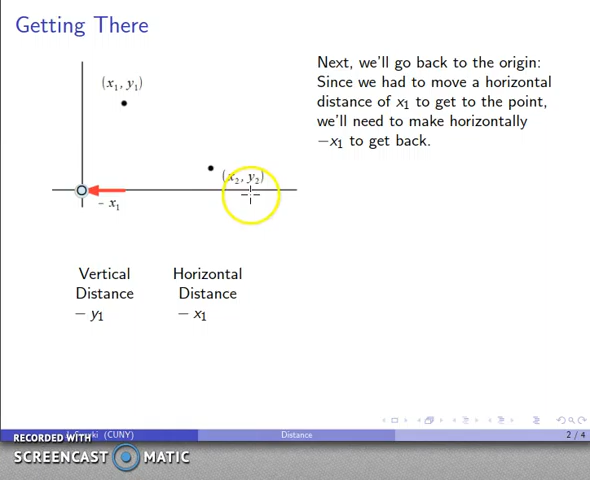 Getting There
(x₁, y₁)
(x₂, y₂)
– x₁
Next, we'll go back to the origin:
Since we had to move a horizontal
distance of x₁ to get to the point,
we'll need to make horizontally
−x₁ to get back.
Vertical
Distance
− y₁
Horizontal
Distance
− x₁
(CUNY)
Distance
2 / 4
RECORDED WITH
SCREENCAST MATIC